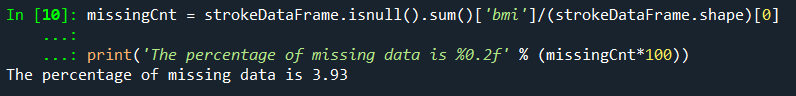 In [10]: missingCnt = strokeDataFrame.isnull().sum()['bmi']/(strokeDataFrame.shape)[0]
    ...:
    ...: print('The percentage of missing data is %0.2f' % (missingCnt*100))
The percentage of missing data is 3.93